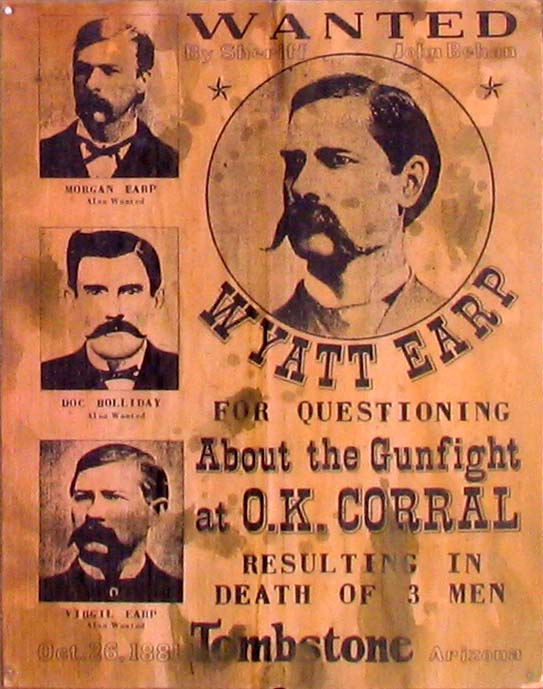 WANTED
By Sheriff John Behan
MORGAN EARP
Also Wanted
WYATT EARP
DOC HOLLIDAY
Also Wanted
FOR QUESTIONING
About the Gunfight
at O.K. CORRAL
RESULTING IN
DEATH OF 3 MEN
VIRGIL EARP
Also Wanted
Oct. 26, 1881 Tombstone Arizona